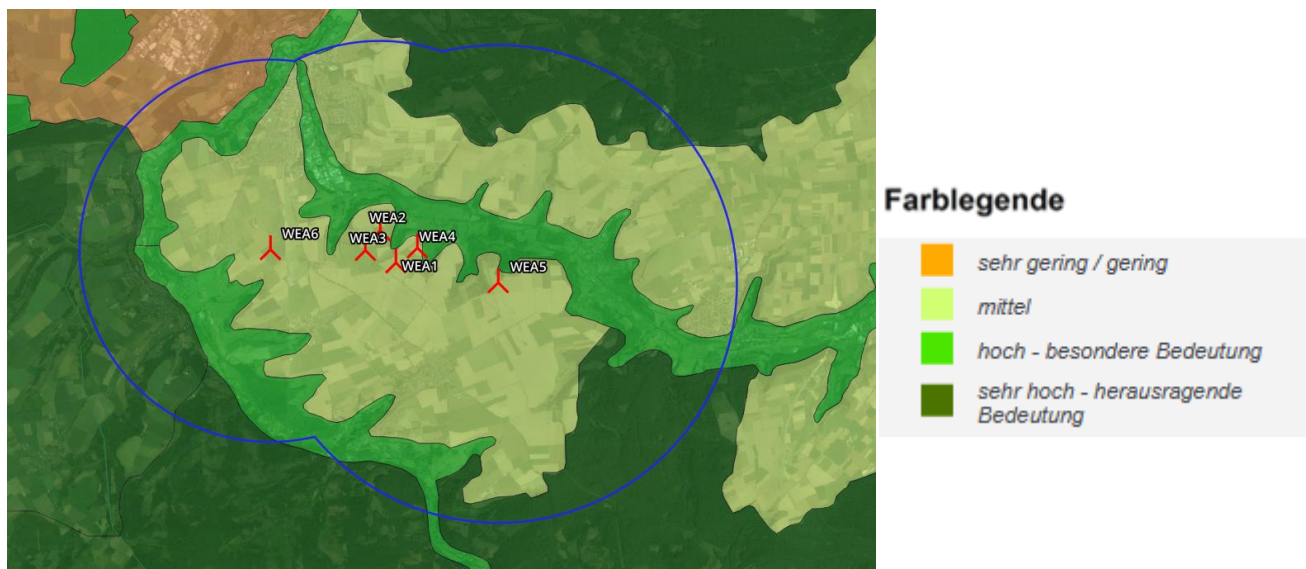 WEA2
WEA6
WEA3
WEA4
WEA1
WEA5
Farblegende
sehr gering / gering
mittel
hoch - besondere Bedeutung
sehr hoch - herausragende
Bedeutung